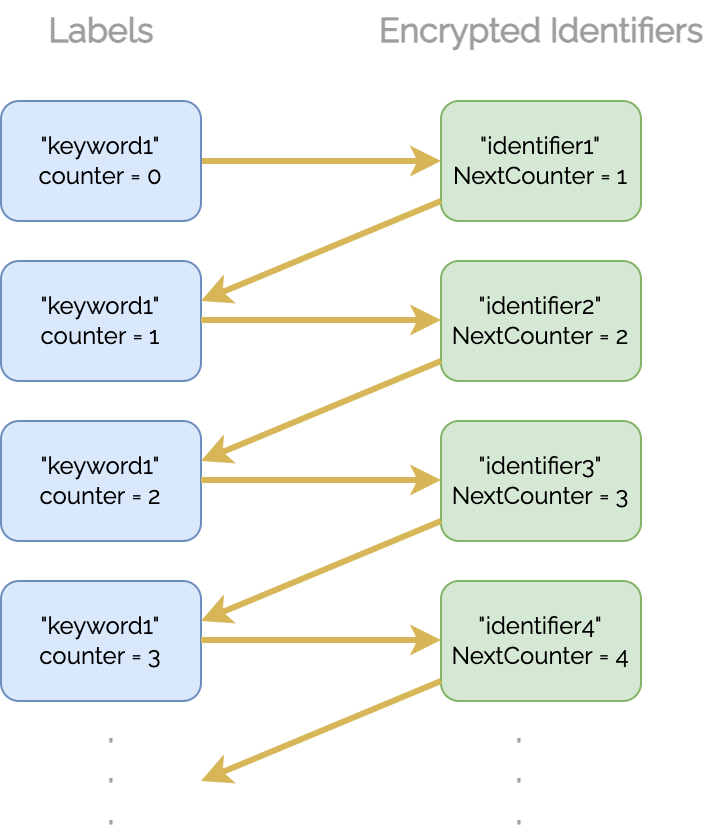 Labels
Encrypted Identifiers
"keyword1"
counter = 0
"identifier1"
NextCounter = 1
"keyword1"
counter = 1
"identifier2"
NextCounter = 2
"keyword1"
counter = 2
"identifier3"
NextCounter = 3
"keyword1"
counter = 3
"identifier4"
NextCounter = 4
. .
. .
. .